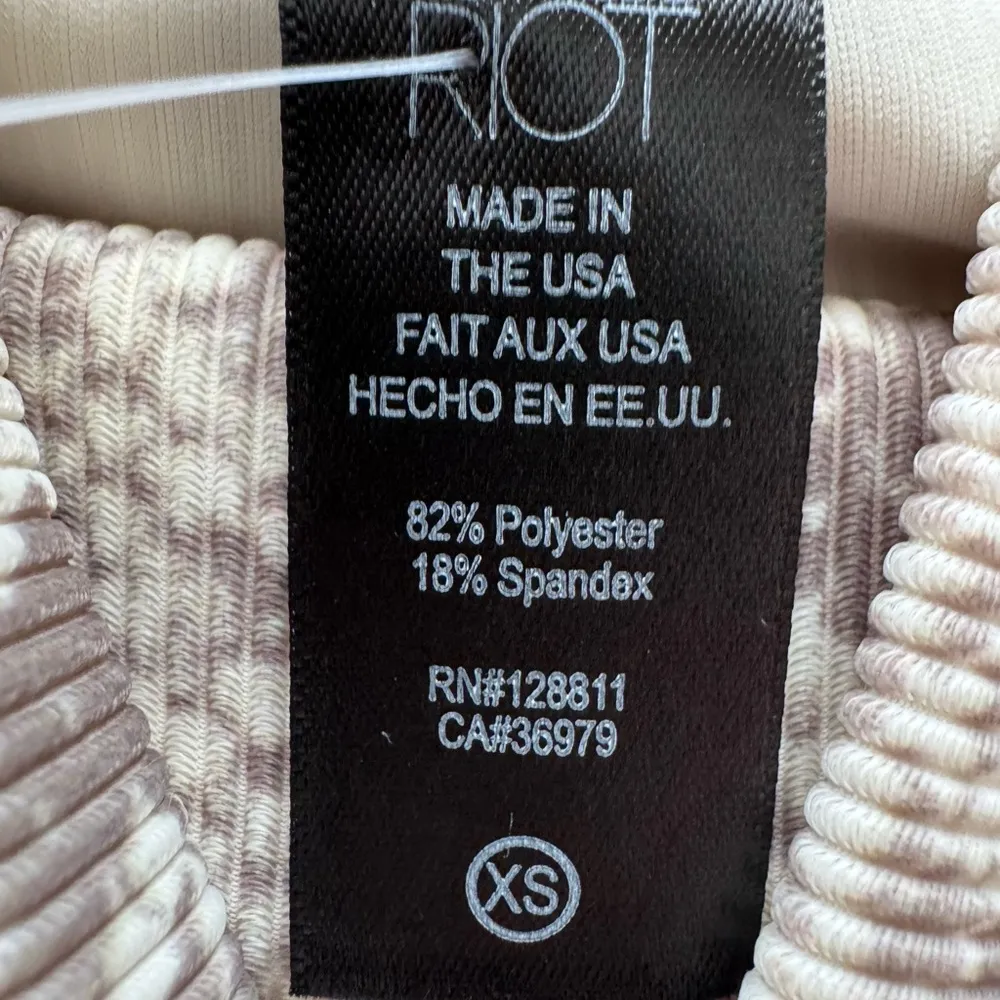 RIOT
MADE IN
THE USA
FAIT AUX USA
HECHO EN EE.UU.
82% Polyester
18% Spandex
RN#128811
CA#36979
XS